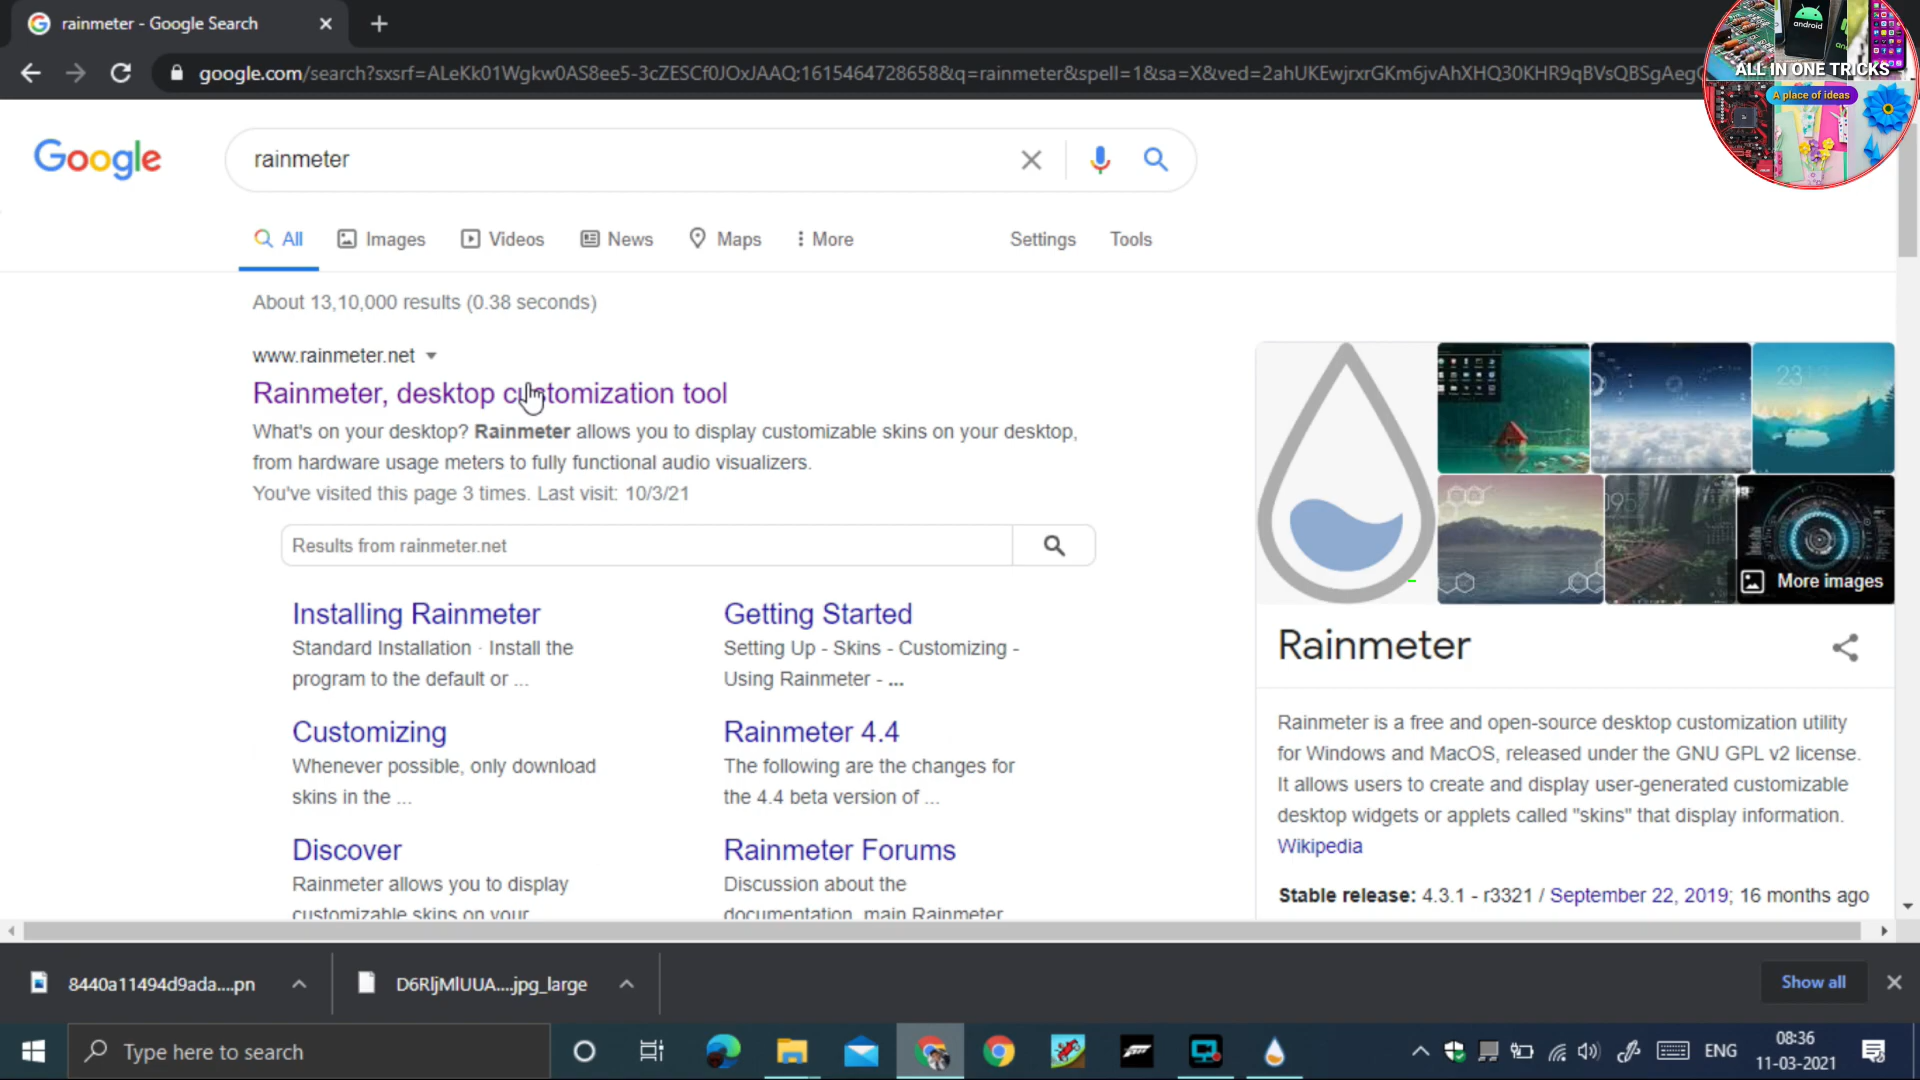 rainmeter - Google Search
google.com/search?sxsrf=ALeKk01Wgkw0AS8ee5-3cZESCf0JOxJAAQ:1615464728658&q=rainmeter&spell=1&sa=X&ved=2ahUKEwjrxrGKm6jvAhXHQ30KHR9qBVsQBSgAeg
ALL IN ONE TRICKS
A place of ideas
android
Google
rainmeter
All Images Videos News Maps More Settings Tools
About 13,10,000 results (0.38 seconds)
www.rainmeter.net
Rainmeter, desktop customization tool
What's on your desktop? Rainmeter allows you to display customizable skins on your desktop,
from hardware usage meters to fully functional audio visualizers.
You've visited this page 3 times. Last visit: 10/3/21
Results from rainmeter.net
Installing Rainmeter
Standard Installation · Install the
program to the default or ...
Getting Started
Setting Up - Skins - Customizing -
Using Rainmeter - ...
Customizing
Whenever possible, only download
skins in the ...
Rainmeter 4.4
The following are the changes for
the 4.4 beta version of ...
Discover
Rainmeter allows you to display
customizable skins on your
Rainmeter Forums
Discussion about the
documentation, main Rainmeter
More images
Rainmeter
Rainmeter is a free and open-source desktop customization utility
for Windows and MacOS, released under the GNU GPL v2 license.
It allows users to create and display user-generated customizable
desktop widgets or applets called "skins" that display information.
Wikipedia
Stable release: 4.3.1 - r3321 / September 22, 2019; 16 months ago
8440a11494d9ada....pn
D6RljMlUUA....jpg_large
Show all
Type here to search
ENG
08:36
11-03-2021